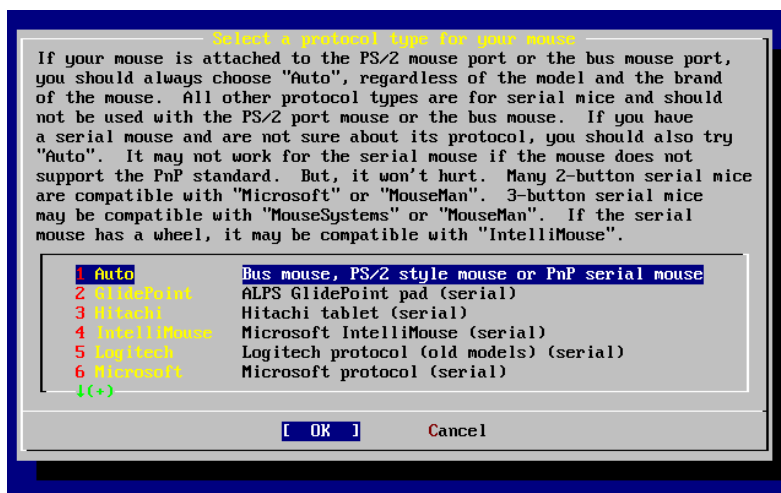 Select a protocol type for your mouse
If your mouse is attached to the PS/2 mouse port or the bus mouse port,
you should always choose "Auto", regardless of the model and the brand
of the mouse.  All other protocol types are for serial mice and should
not be used with the PS/2 port mouse or the bus mouse.  If you have
a serial mouse and are not sure about its protocol, you should also try
"Auto".  It may not work for the serial mouse if the mouse does not
support the PnP standard.  But, it won't hurt.  Many 2-button serial mice
are compatible with "Microsoft" or "MouseMan".  3-button serial mice
may be compatible with "MouseSystems" or "MouseMan".  If the serial
mouse has a wheel, it may be compatible with "IntelliMouse".
1 Auto Bus mouse, PS/2 style mouse or PnP serial mouse
2 GlidePoint ALPS GlidePoint pad (serial)
3 Hitachi Hitachi tablet (serial)
4 IntelliMouse Microsoft IntelliMouse (serial)
5 Logitech Logitech protocol (old models) (serial)
6 Microsoft Microsoft protocol (serial)
↓(+)
[ OK ] Cancel